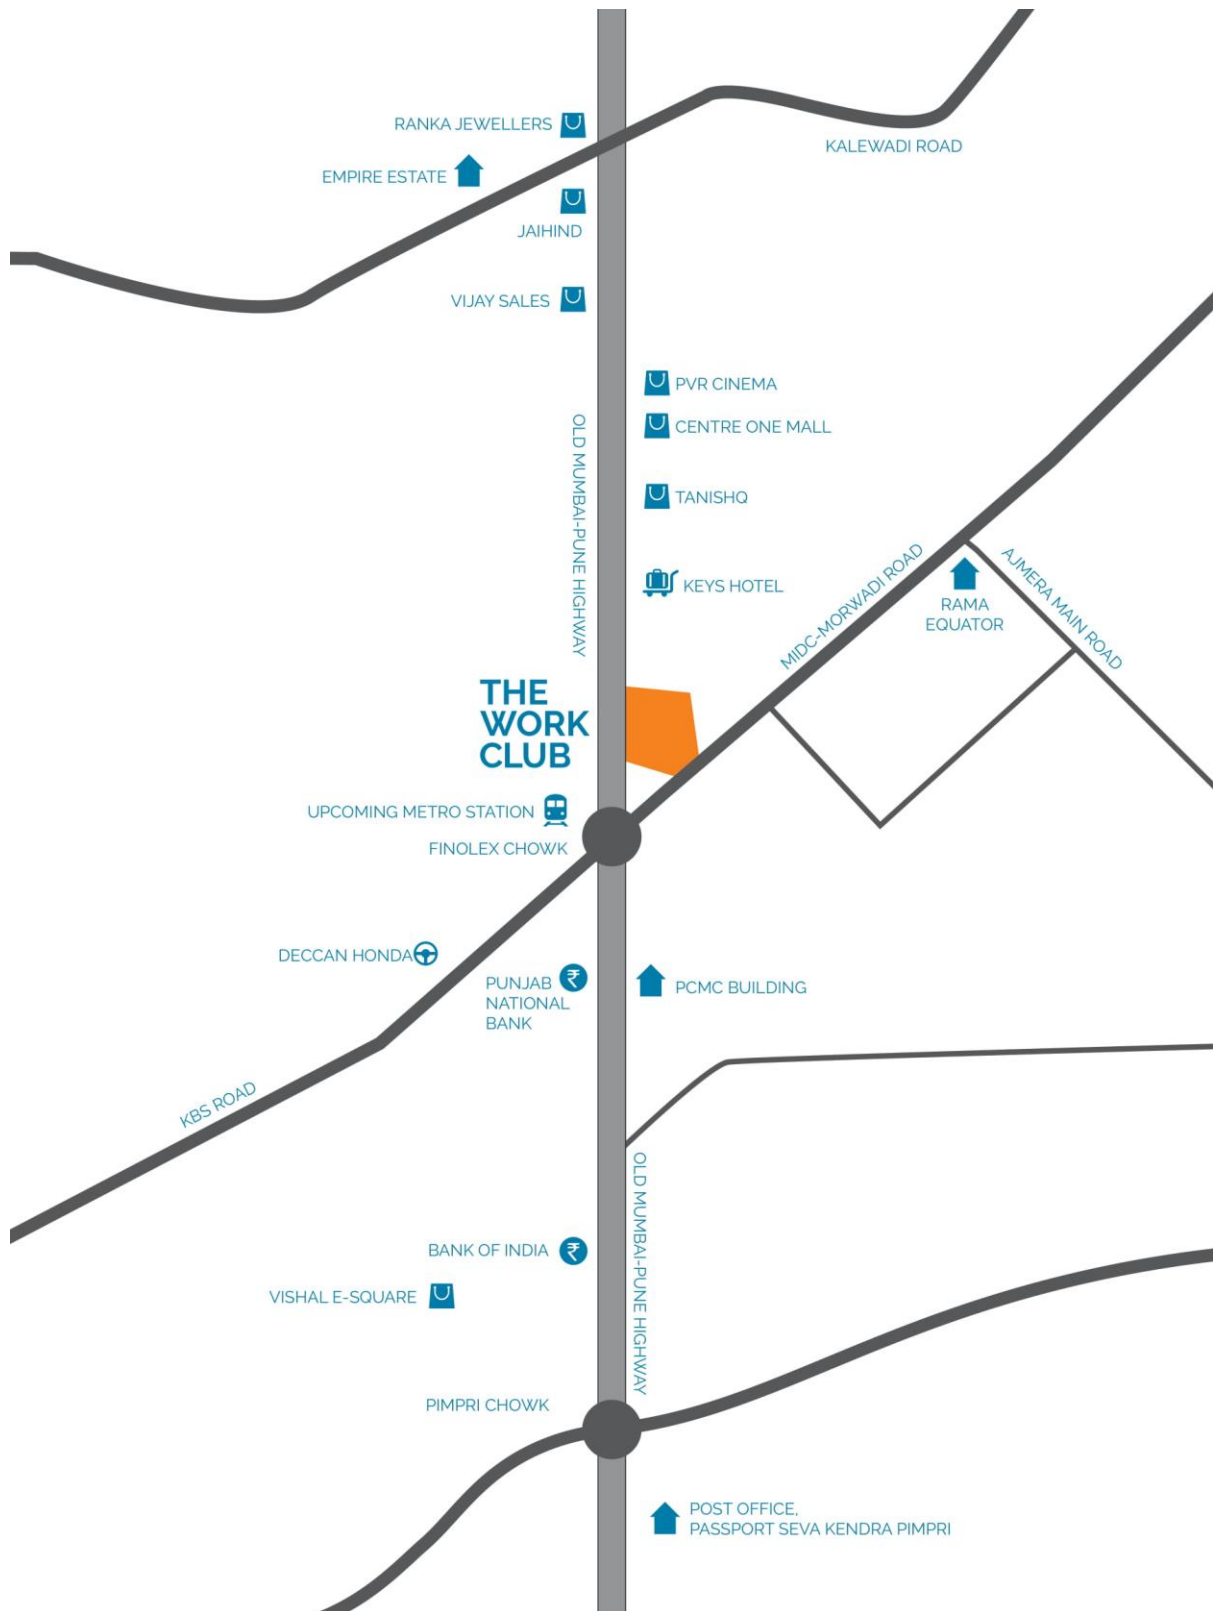 RANKA JEWELLERS
KALEWADI ROAD
EMPIRE ESTATE
JAIHIND
VIJAY SALES
PVR CINEMA
CENTRE ONE MALL
OLD MUMBAI-PUNE HIGHWAY
TANISHQ
MIDC-MORWADI ROAD
AJMERA MAIN ROAD
KEYS HOTEL
RAMA
EQUATOR
THE
WORK
CLUB
UPCOMING METRO STATION
FINOLEX CHOWK
DECCAN HONDA
PUNJAB
NATIONAL
BANK
PCMC BUILDING
KBS ROAD
OLD MUMBAI-PUNE HIGHWAY
BANK OF INDIA
VISHAL E-SQUARE
PIMPRI CHOWK
POST OFFICE,
PASSPORT SEVA KENDRA PIMPRI